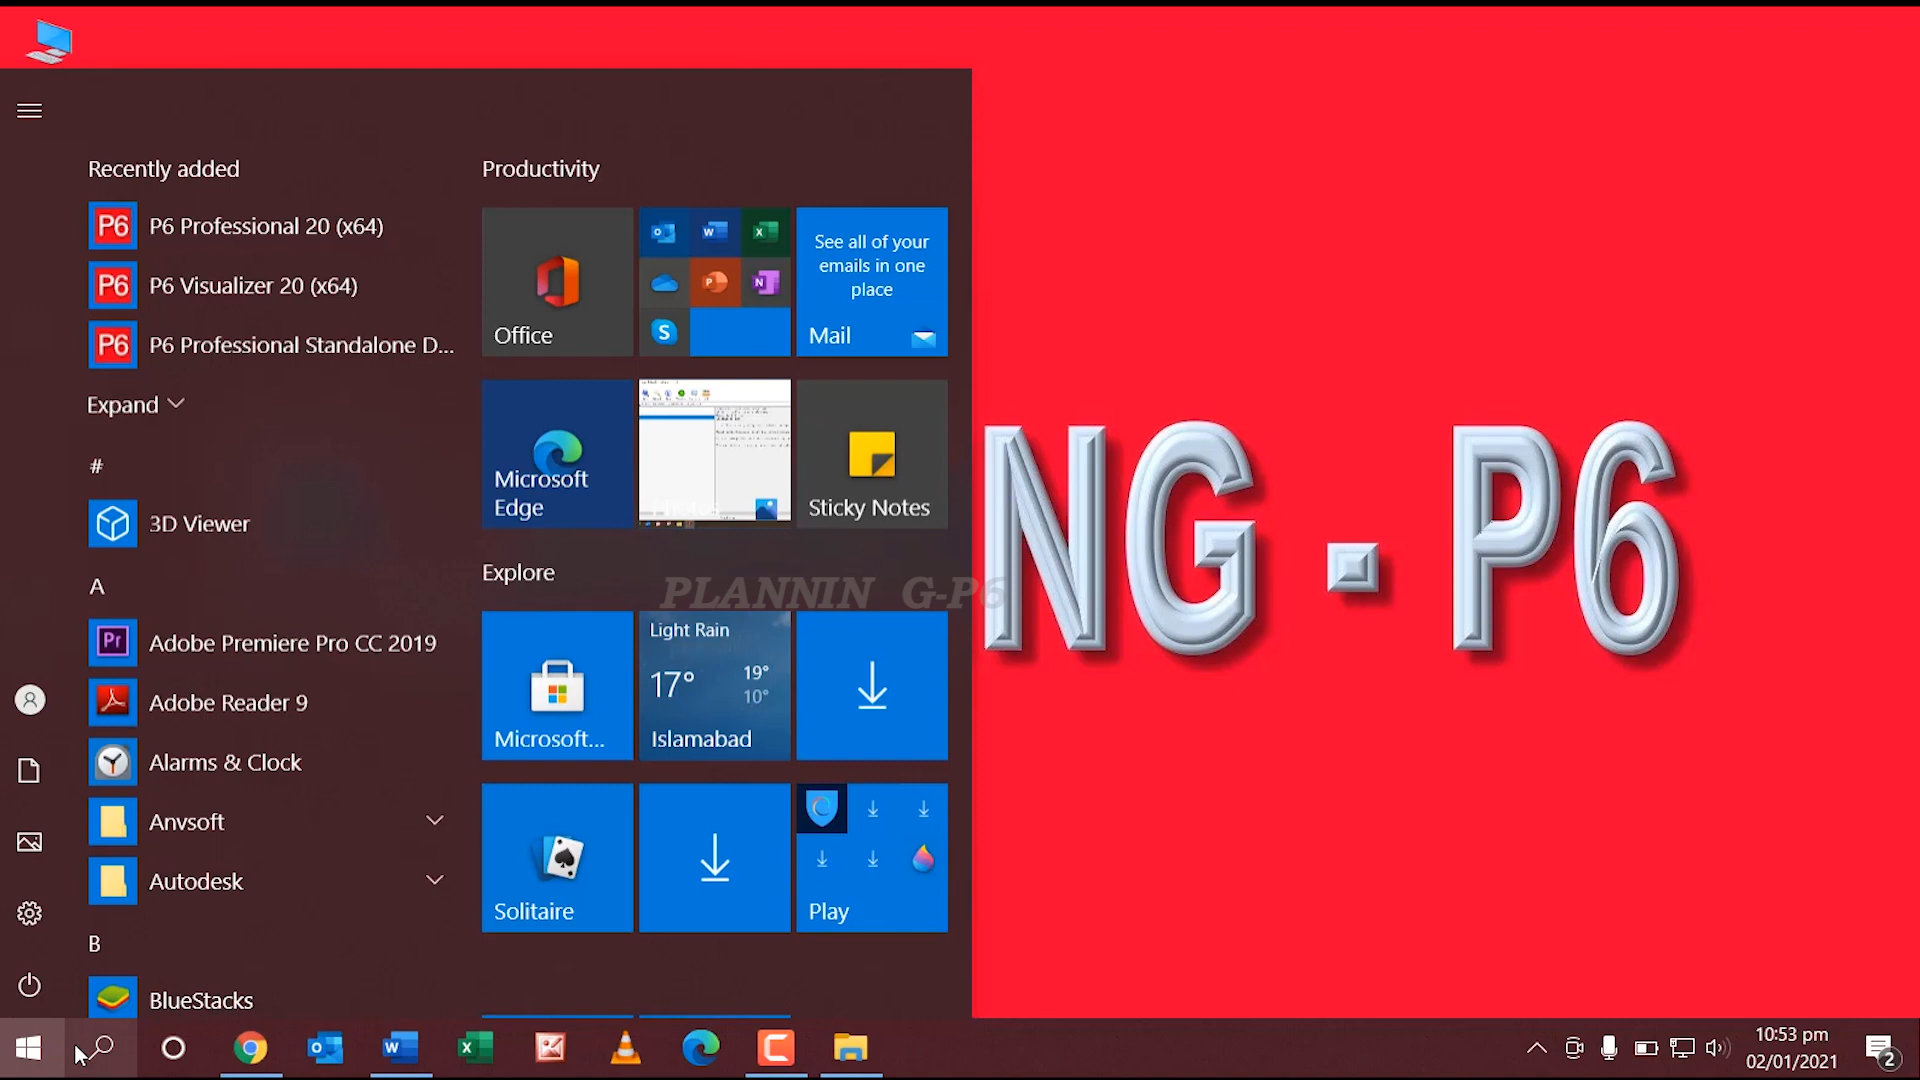 Recently added
P6 P6 Professional 20 (x64)
P6 P6 Visualizer 20 (x64)
P6 P6 Professional Standalone D...
Expand
#
3D Viewer
A
Pr Adobe Premiere Pro CC 2019
Adobe Reader 9
Alarms & Clock
Anvsoft
Autodesk
B
BlueStacks
Productivity
Office
See all of your
emails in one
place
Mail
Microsoft
Edge
Sticky Notes
Explore
Microsoft...
Light Rain
17° 19°
10°
Islamabad
Solitaire
Play
PLANNIN G-P6
NG - P6
10:53 pm
02/01/2021
2